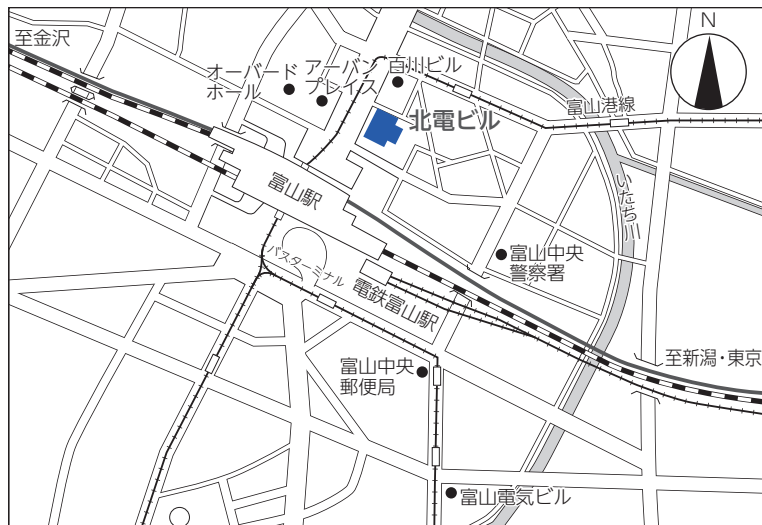 至金沢
N
オーバード
ホール
アーバン
プレイス
百川ビル
富山港線
北電ビル
富山駅
いたち川
富山中央
警察署
バスターミナル
電鉄富山駅
至新潟・東京
富山中央
郵便局
富山電気ビル